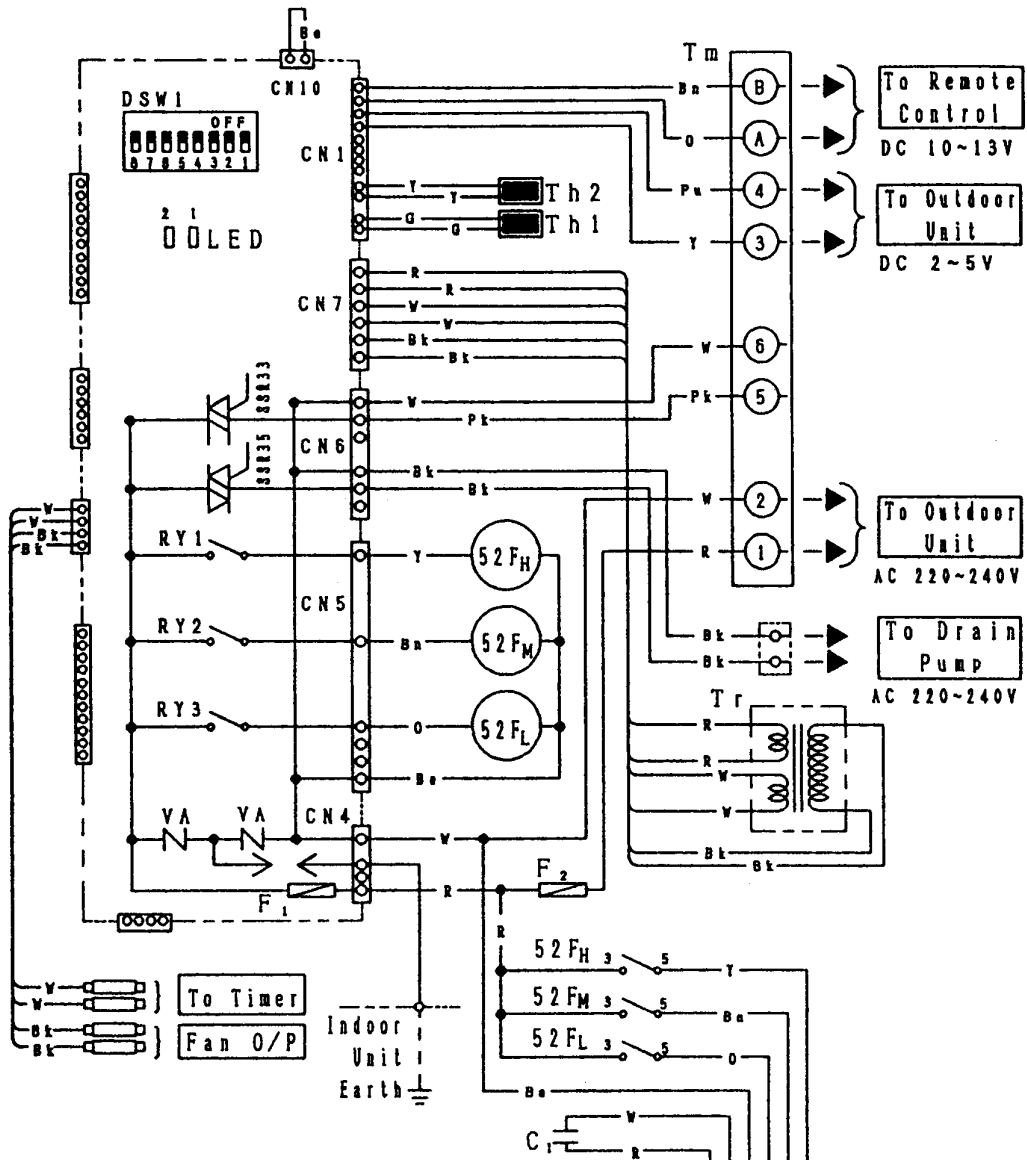 Be
CN10
DSW1
OFF
8 7 6 5 4 3 2 1
2 1
LED
CN1
Y
Y
Th2
G
G
Th1
Tm
Bn
B
To Remote
Control
DC 10~13V
O
A
Pu
4
To Outdoor
Unit
DC 2~5V
Y
3
CN7
R
R
W
W
Bk
Bk
W
6
Pk
5
SSR33
W
Pk
CN6
SSR35
Bk
Bk
W
2
To Outdoor
Unit
R
1
AC 220~240V
W
W
Bk
Bk
RY1
Y
52FH
CN5
RY2
Bn
52FM
RY3
O
52FL
Be
Bk
Bk
To Drain
Pump
AC 220~240V
Tr
R
R
W
W
Bk
Bk
VA
VA
CN4
W
F1
R
F2
R
52FH 3 5 Y
52FM 3 5 Bn
52FL 3 5 O
W
W
To Timer
Bk
Bk
Fan O/P
Indoor
Unit
Earth
Be
W
C1
R